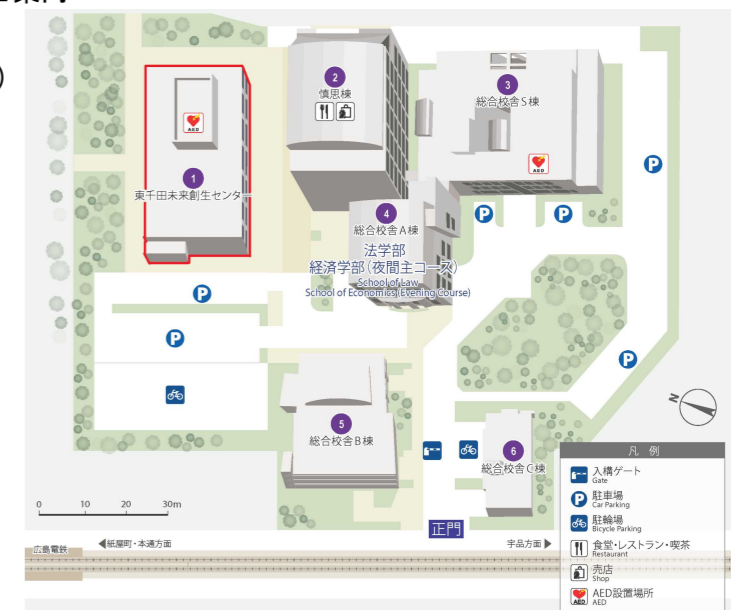 )
2
慎思棟
3
総合校舎S棟
AED
AED
1
東千田未来創生センター
P
4
総合校舎A棟
P
P
法学部
経済学部(夜間主コース)
School of Law
School of Economics (Evening Course)
P
P
P
N
5
総合校舎B棟
6
総合校舎C棟
凡 例
入構ゲート
Gate
P
駐車場
Car Parking
駐輪場
Bicycle Parking
食堂・レストラン・喫茶
Restaurant
売店
Shop
AED
AED設置場所
AED
0 10 20 30m
正門
広島電鉄
◀紙屋町・本通方面
宇品方面▶